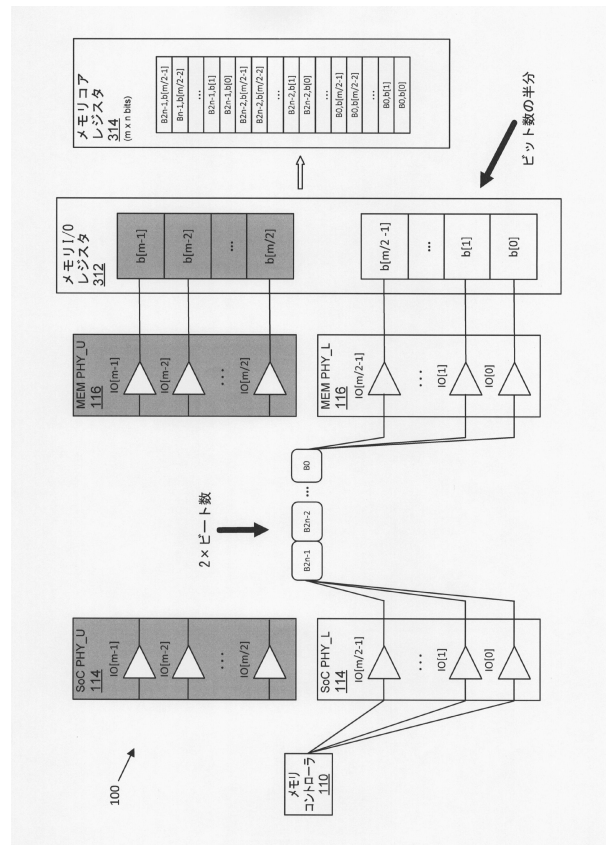 100
メモリ
コントローラ
110
SoC PHY_U
114
IO[m-1]
IO[m-2]
...
IO[m/2]
SoC PHY_L
114
IO[m/2-1]
...
IO[1]
IO[0]
2×ビート数
B2n-1
B2n-2
...
B0
MEM PHY_U
116
IO[m-1]
IO[m-2]
...
IO[m/2]
MEM PHY_L
116
IO[m/2-1]
...
IO[1]
IO[0]
メモリI/O
レジスタ
312
b[m-1]
b[m-2]
...
b[m/2]
b[m/2 -1]
...
b[1]
b[0]
ビット数の半分
メモリコア
レジスタ
314
(m x n bits)
B2n-1,b[m/2-1]
Bn-1,b[m/2-2]
...
B2n-1,b[1]
B2n-1,b[0]
B2n-2,b[m/2-1]
B2n-2,b[m/2-2]
...
B2n-2,b[1]
B2n-2,b[0]
...
B0,b[m/2-1]
B0,b[m/2-2]
...
B0,b[1]
B0,b[0]